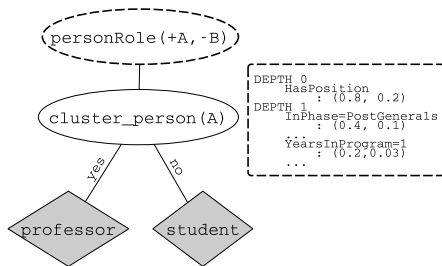 personRole(+A,-B)
cluster_person(A)
yes
no
professor
student
DEPTH 0
HasPosition
: (0.8, 0.2)
DEPTH 1
InPhase=PostGenerals
: (0.4, 0.1)
...
YearsInProgram=1
: (0.2,0.03)
...